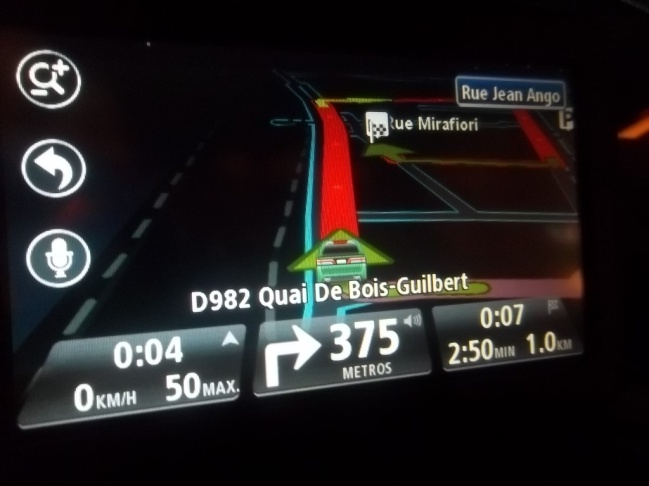 Rue Jean Ango
Rue Mirafiori
D982 Quai De Bois-Guilbert
0:04
0KM/H 50MAX.
375
METROS
0:07
2:50MIN 1.0KM